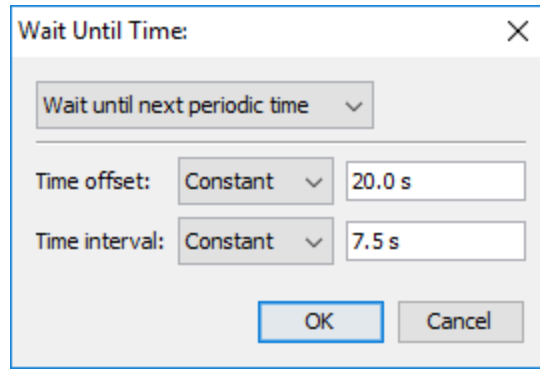 Wait Until Time:
Wait until next periodic time
Time offset: Constant 20.0 s
Time interval: Constant 7.5 s
OK Cancel